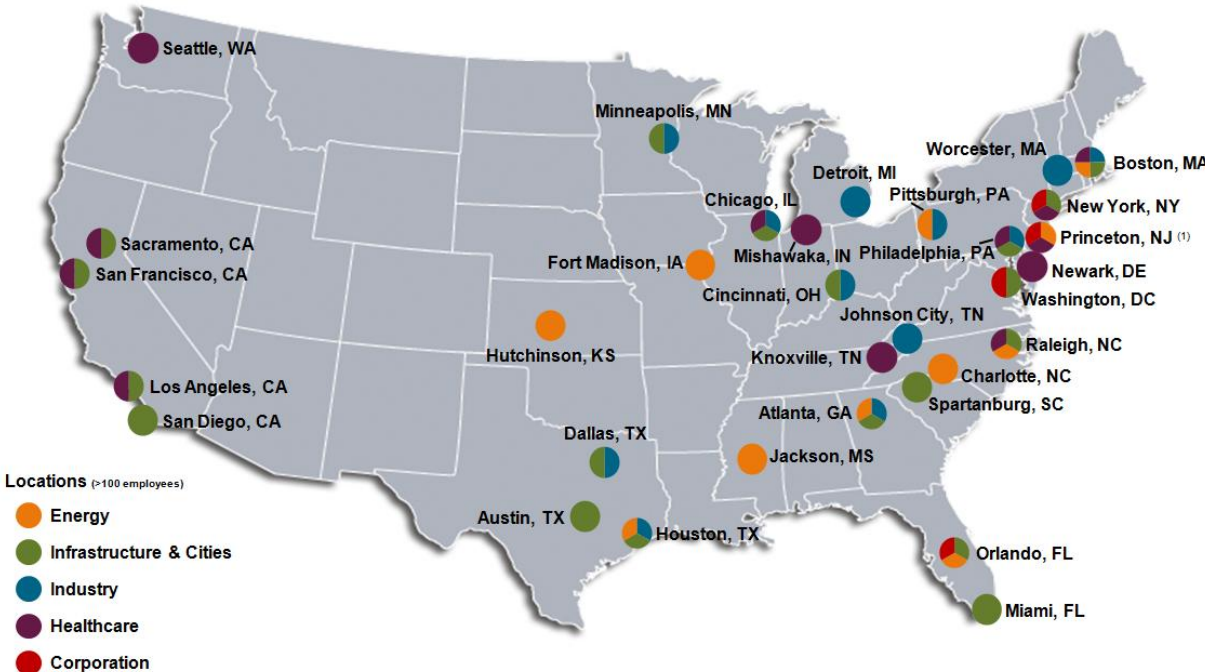 Seattle, WA
Minneapolis, MN
Worcester, MA
Boston, MA
Detroit, MI
Pittsburgh, PA
Chicago, IL
New York, NY
Sacramento, CA
Philadelphia, PA
Princeton, NJ (1)
Mishawaka, IN
San Francisco, CA
Fort Madison, IA
Newark, DE
Cincinnati, OH
Washington, DC
Johnson City, TN
Hutchinson, KS
Knoxville, TN
Raleigh, NC
Charlotte, NC
Los Angeles, CA
Spartanburg, SC
San Diego, CA
Atlanta, GA
Dallas, TX
Jackson, MS
Austin, TX
Houston, TX
Orlando, FL
Miami, FL
Locations (>100 employees)
Energy
Infrastructure & Cities
Industry
Healthcare
Corporation